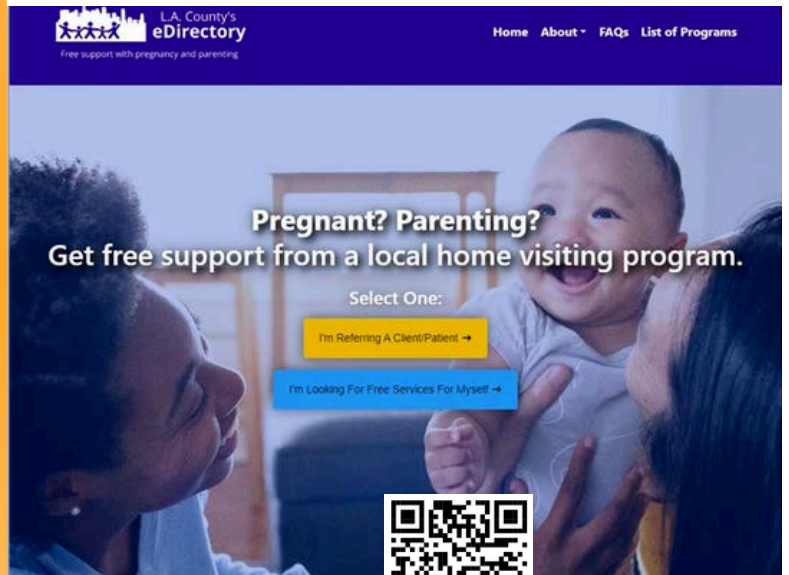 L.A. County's
eDirectory
Free support with pregnancy and parenting
Home About FAQs List of Programs
Pregnant? Parenting?
Get free support from a local home visiting program.
Select One:
I'm Referring A Client/Patient →
I'm Looking For Free Services For Myself →